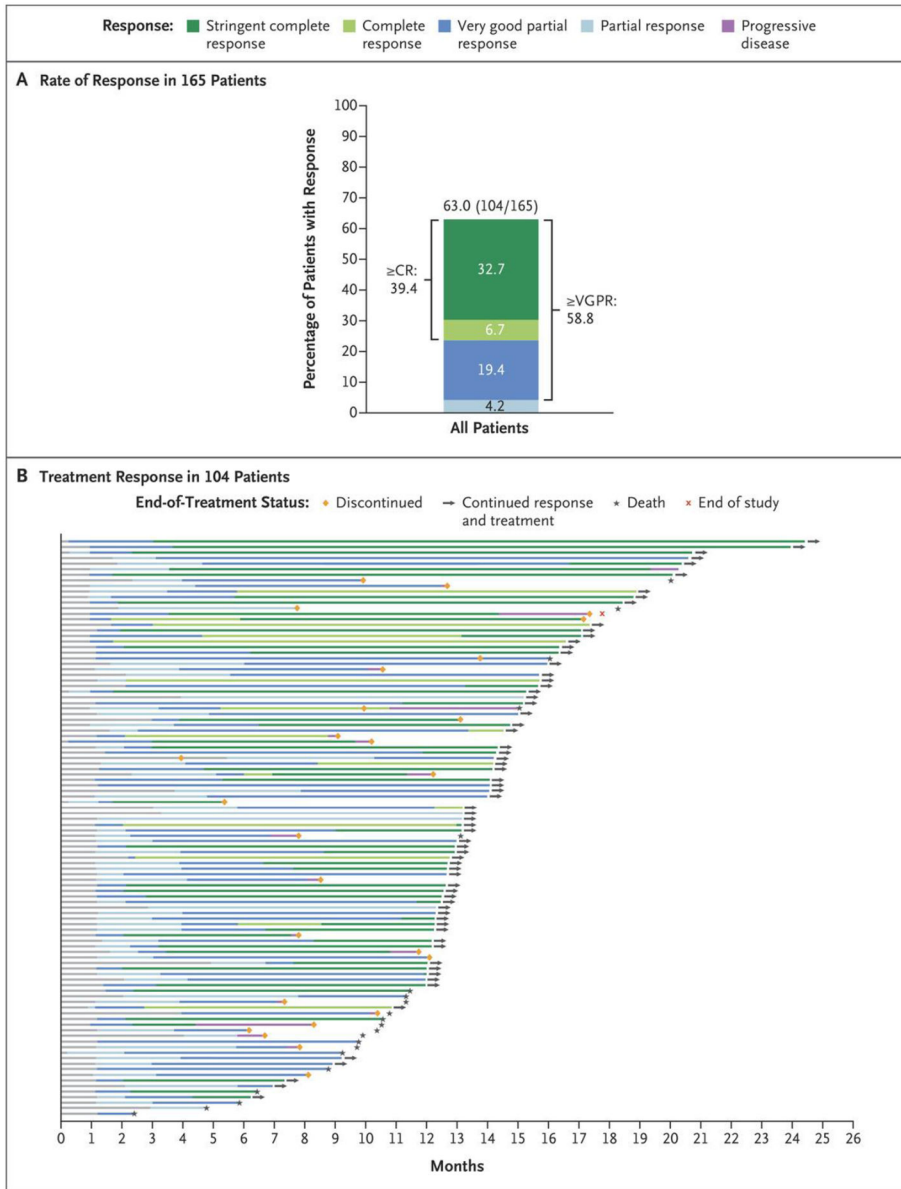 Response: Stringent complete response Complete response Very good partial response Partial response Progressive disease
A Rate of Response in 165 Patients
Percentage of Patients with Response
100
90
80
70
60
50
40
30
20
10
0
63.0 (104/165)
≥CR:
39.4
32.7
6.7
19.4
4.2
≥VGPR:
58.8
All Patients
B Treatment Response in 104 Patients
End-of-Treatment Status: Discontinued Continued response and treatment Death End of study
0 1 2 3 4 5 6 7 8 9 10 11 12 13 14 15 16 17 18 19 20 21 22 23 24 25 26
Months